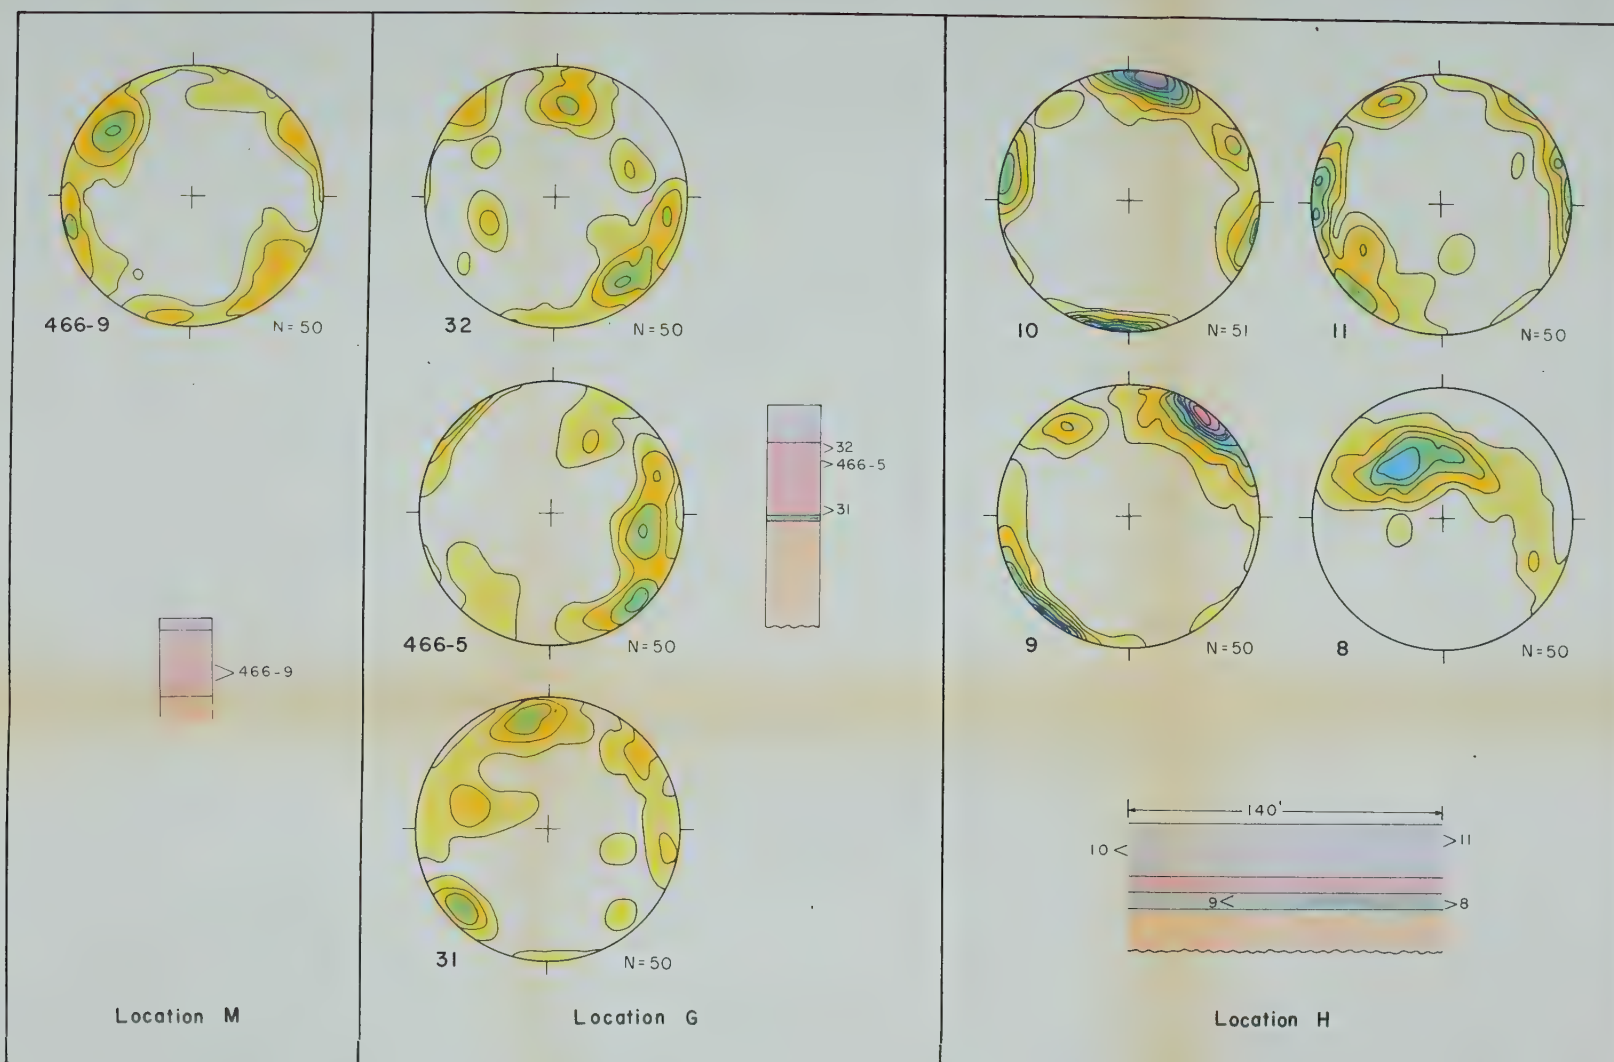 466-9
N=50
>466-9
Location M
32
N=50
466-5
N=50
31
N=50
>32
>466-5
>31
Location G
10
N=51
11
N=50
9
N=50
8
N=50
140'
10<
>11
9<
>8
Location H